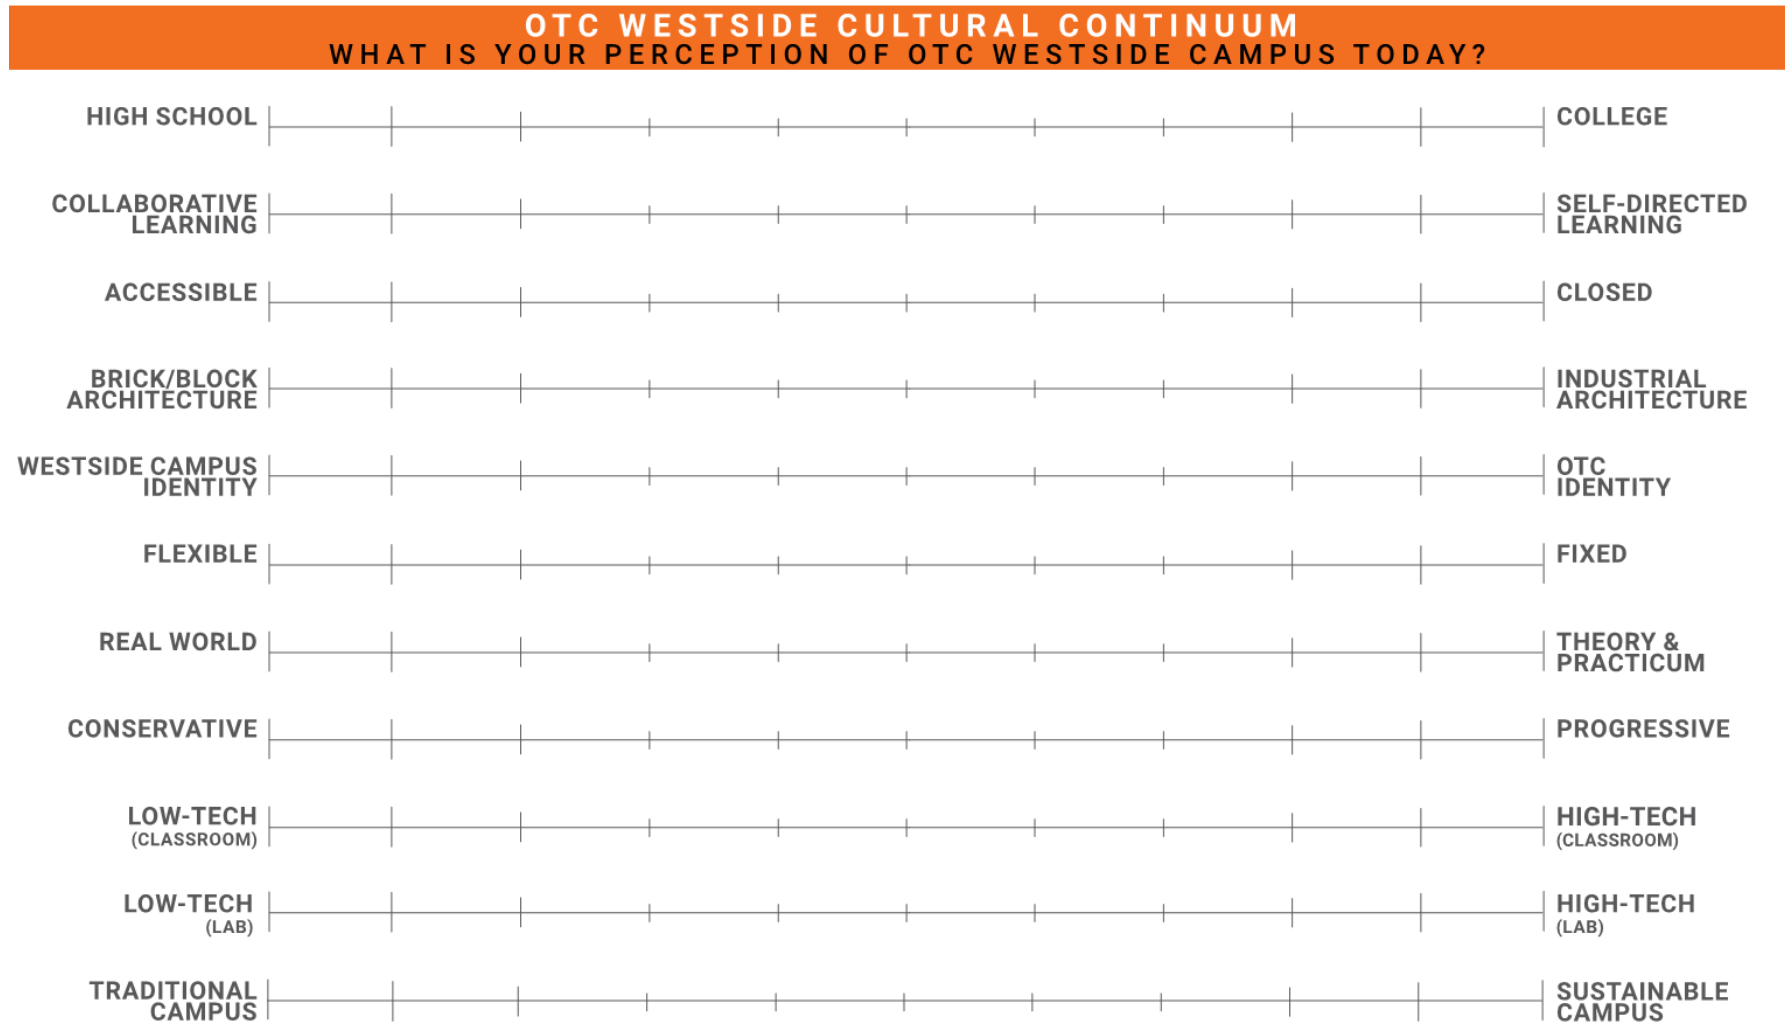 OTC WESTSIDE CULTURAL CONTINUUM
WHAT IS YOUR PERCEPTION OF OTC WESTSIDE CAMPUS TODAY?
HIGH SCHOOL
COLLEGE
COLLABORATIVE
LEARNING
SELF-DIRECTED
LEARNING
ACCESSIBLE
CLOSED
BRICK/BLOCK
ARCHITECTURE
INDUSTRIAL
ARCHITECTURE
WESTSIDE CAMPUS
IDENTITY
OTC
IDENTITY
FLEXIBLE
FIXED
REAL WORLD
THEORY &
PRACTICUM
CONSERVATIVE
PROGRESSIVE
LOW-TECH
(CLASSROOM)
HIGH-TECH
(CLASSROOM)
LOW-TECH
(LAB)
HIGH-TECH
(LAB)
TRADITIONAL
CAMPUS
SUSTAINABLE
CAMPUS